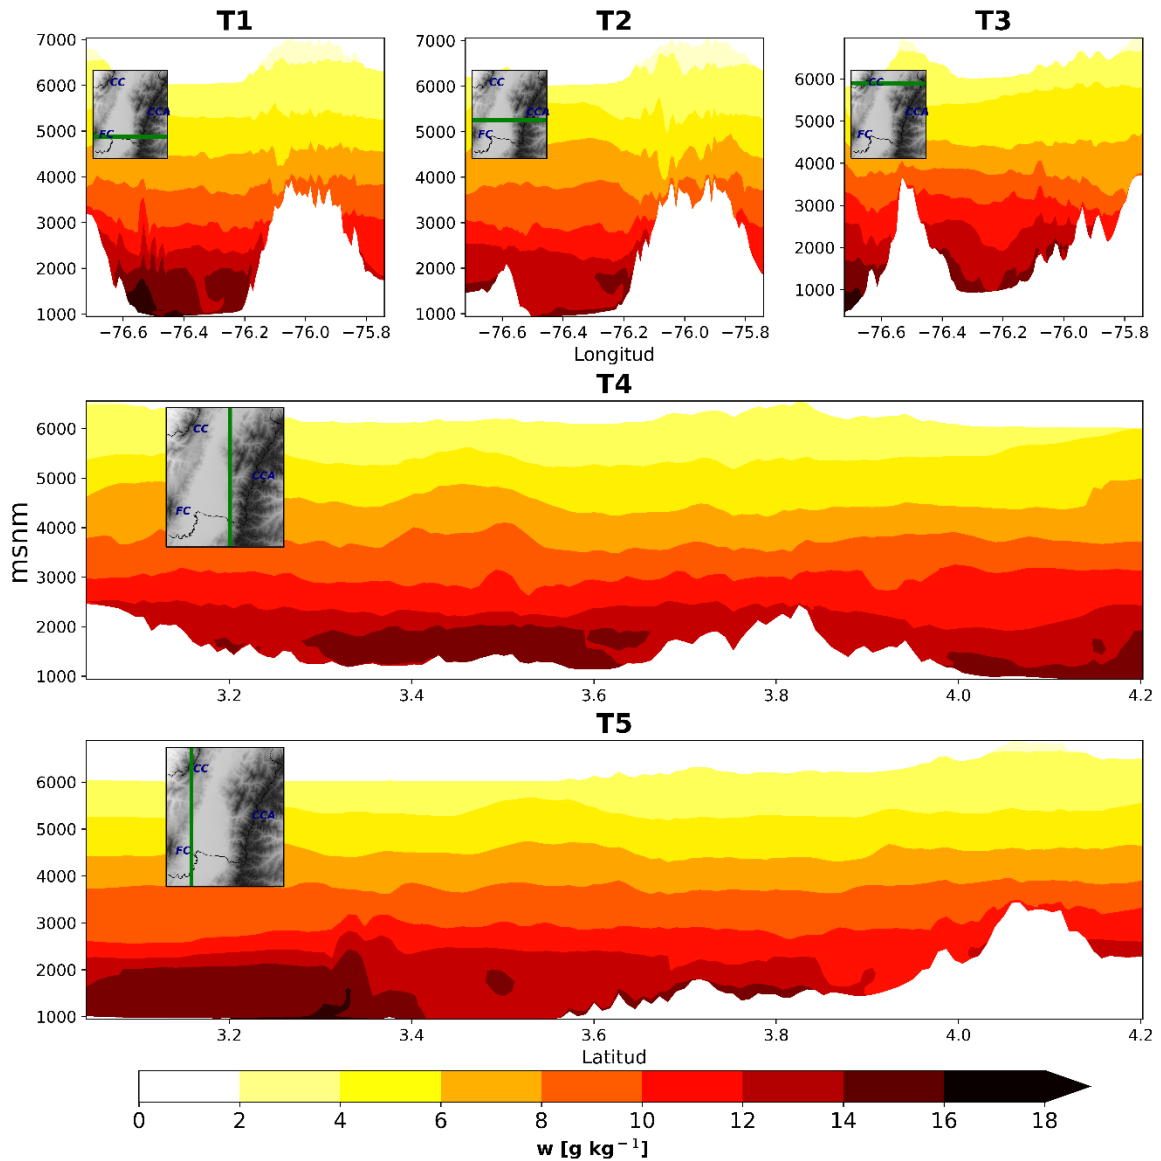 T1 T2 T3
7000 7000
6000 6000 6000
5000 5000 5000
4000 4000 4000
3000 3000 3000
2000 2000 2000
1000 1000 1000
CC CC CC
CCA CCA CCA
FC FC FC
−76.6 −76.4 −76.2 −76.0 −75.8 −76.6 −76.4 −76.2 −76.0 −75.8 −76.6 −76.4 −76.2 −76.0 −75.8
Longitud
T4
6000
5000
4000
3000
2000
1000
msnm
CC
CCA
FC
3.2 3.4 3.6 3.8 4.0 4.2
T5
6000
5000
4000
3000
2000
1000
CC
CCA
FC
3.2 3.4 3.6 3.8 4.0 4.2
Latitud
0 2 4 6 8 10 12 14 16 18
w [g kg⁻¹]